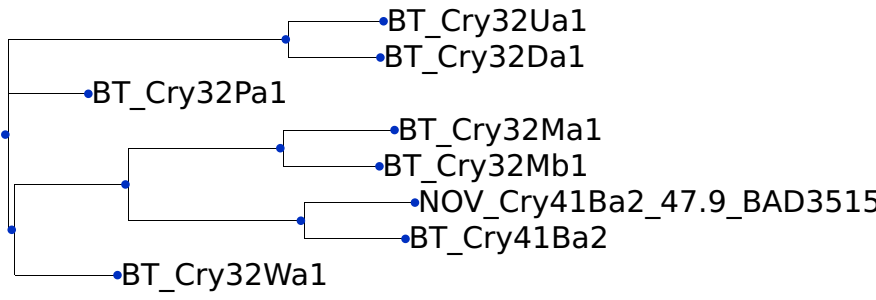 BT_Cry32Ua1
BT_Cry32Da1
BT_Cry32Pa1
BT_Cry32Ma1
BT_Cry32Mb1
NOV_Cry41Ba2_47.9_BAD3515
BT_Cry41Ba2
BT_Cry32Wa1